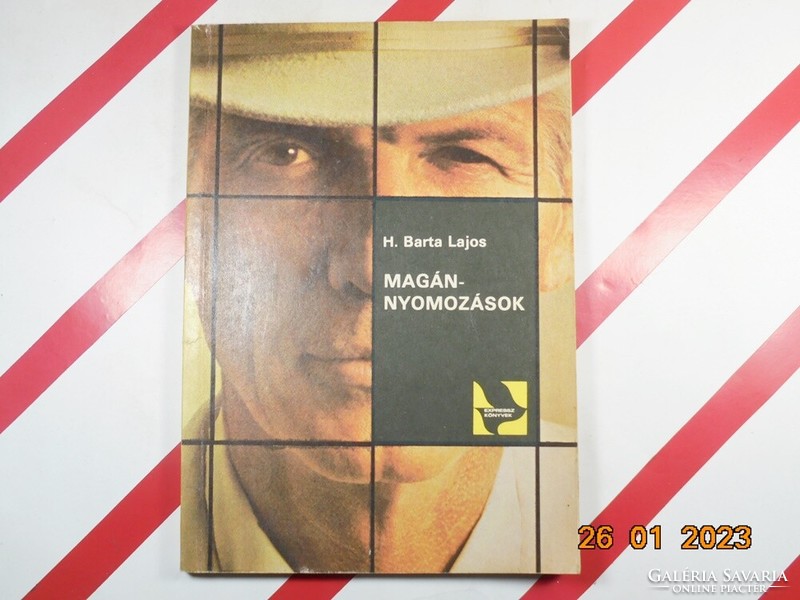 H. Barta Lajos
MAGÁN-
NYOMOZÁSOK
EXPRESSZ
KÖNYVEK
26 01 2023
GALÉRIA SAVARIA
ONLINE PIACTÉR